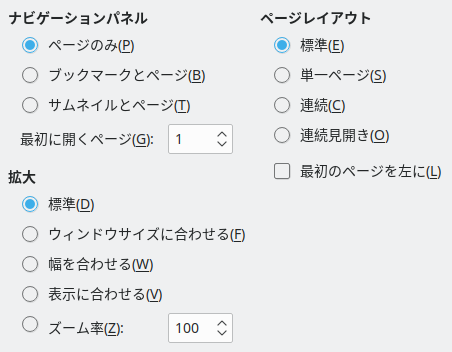 ナビゲーションパネル
ページのみ(P)
ブックマークとページ(B)
サムネイルとページ(T)
最初に開くページ(G): 1
拡大
標準(D)
ウィンドウサイズに合わせる(F)
幅を合わせる(W)
表示に合わせる(V)
ズーム率(Z): 100
ページレイアウト
標準(E)
単一ページ(S)
連続(C)
連続見開き(O)
最初のページを左に(L)